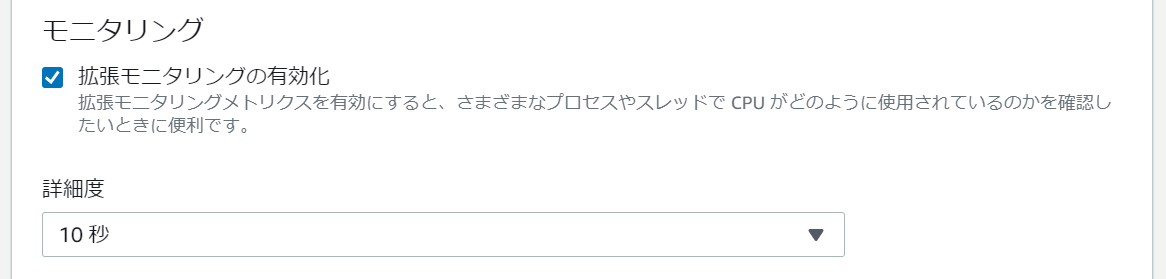 モニタリング
拡張モニタリングの有効化
拡張モニタリングメトリクスを有効にすると、さまざまなプロセスやスレッドで CPU がどのように使用されているのかを確認し
たいときに便利です。
詳細度
10 秒